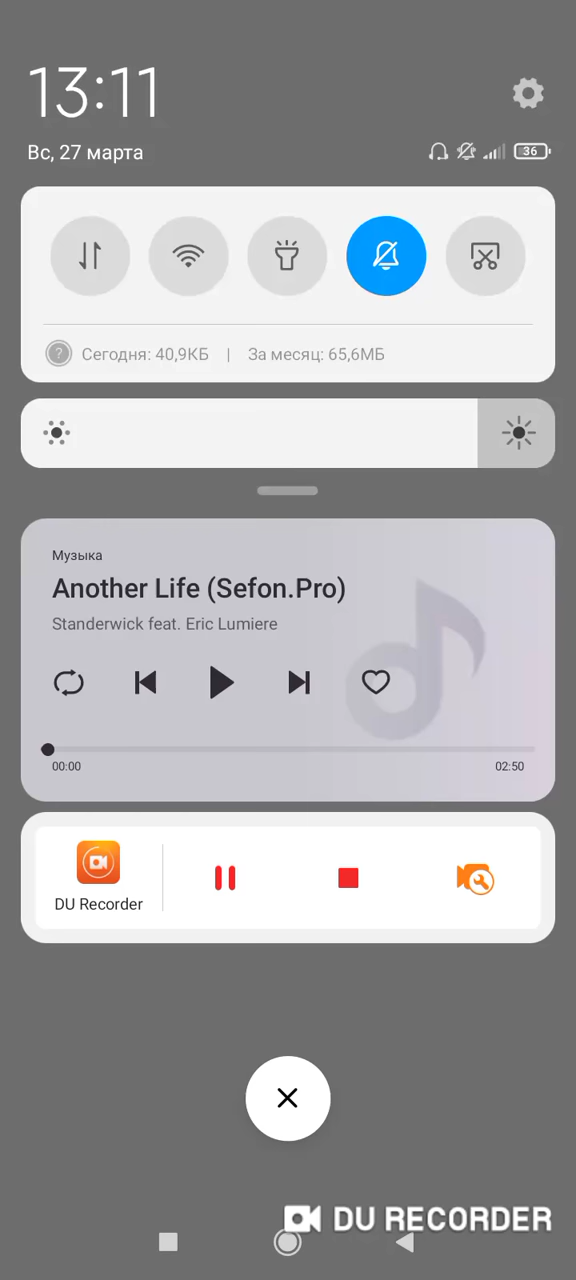 13:11
Вс, 27 марта
36
Сегодня: 40,9КБ | За месяц: 65,6МБ
Музыка
Another Life (Sefon.Pro)
Standerwick feat. Eric Lumiere
00:00
02:50
DU Recorder
DU RECORDER